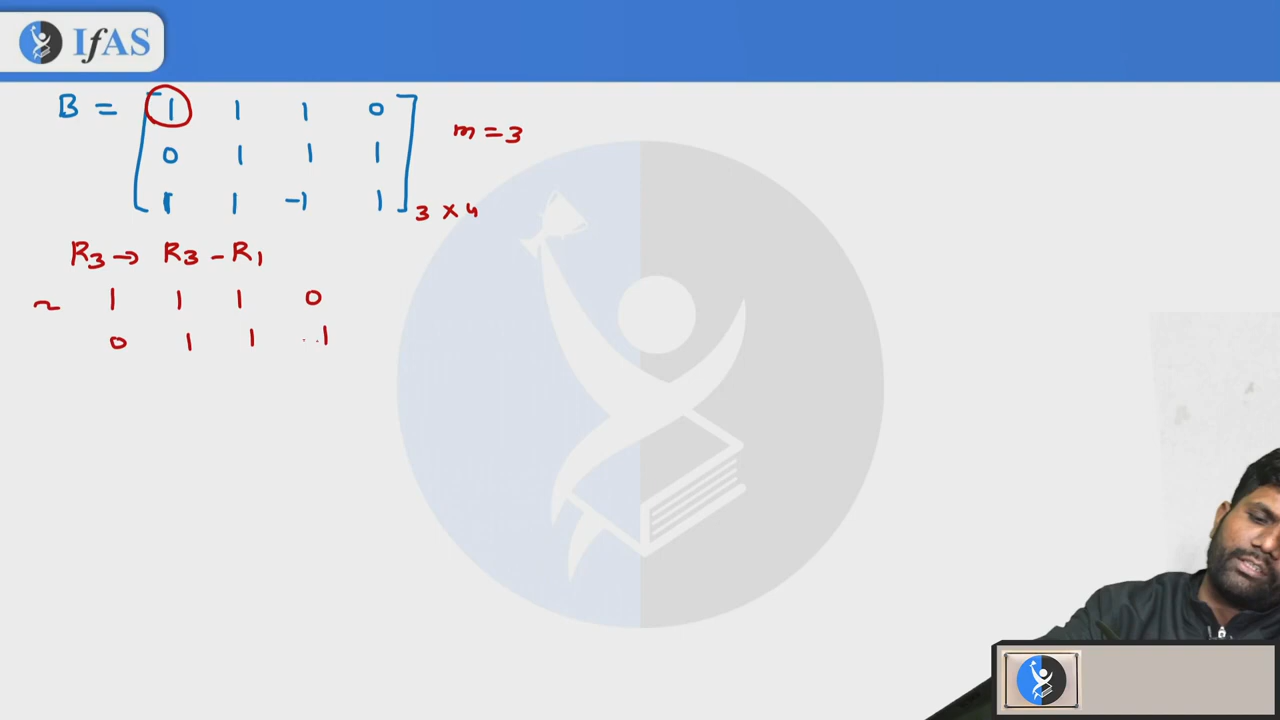 IfAS
B = [ 1 1 1 0
m = 3
0 1 1 1
1 1 -1 1 ] 3 x 4
R3 → R3 - R1
~ 1 1 1 0
0 1 1 1